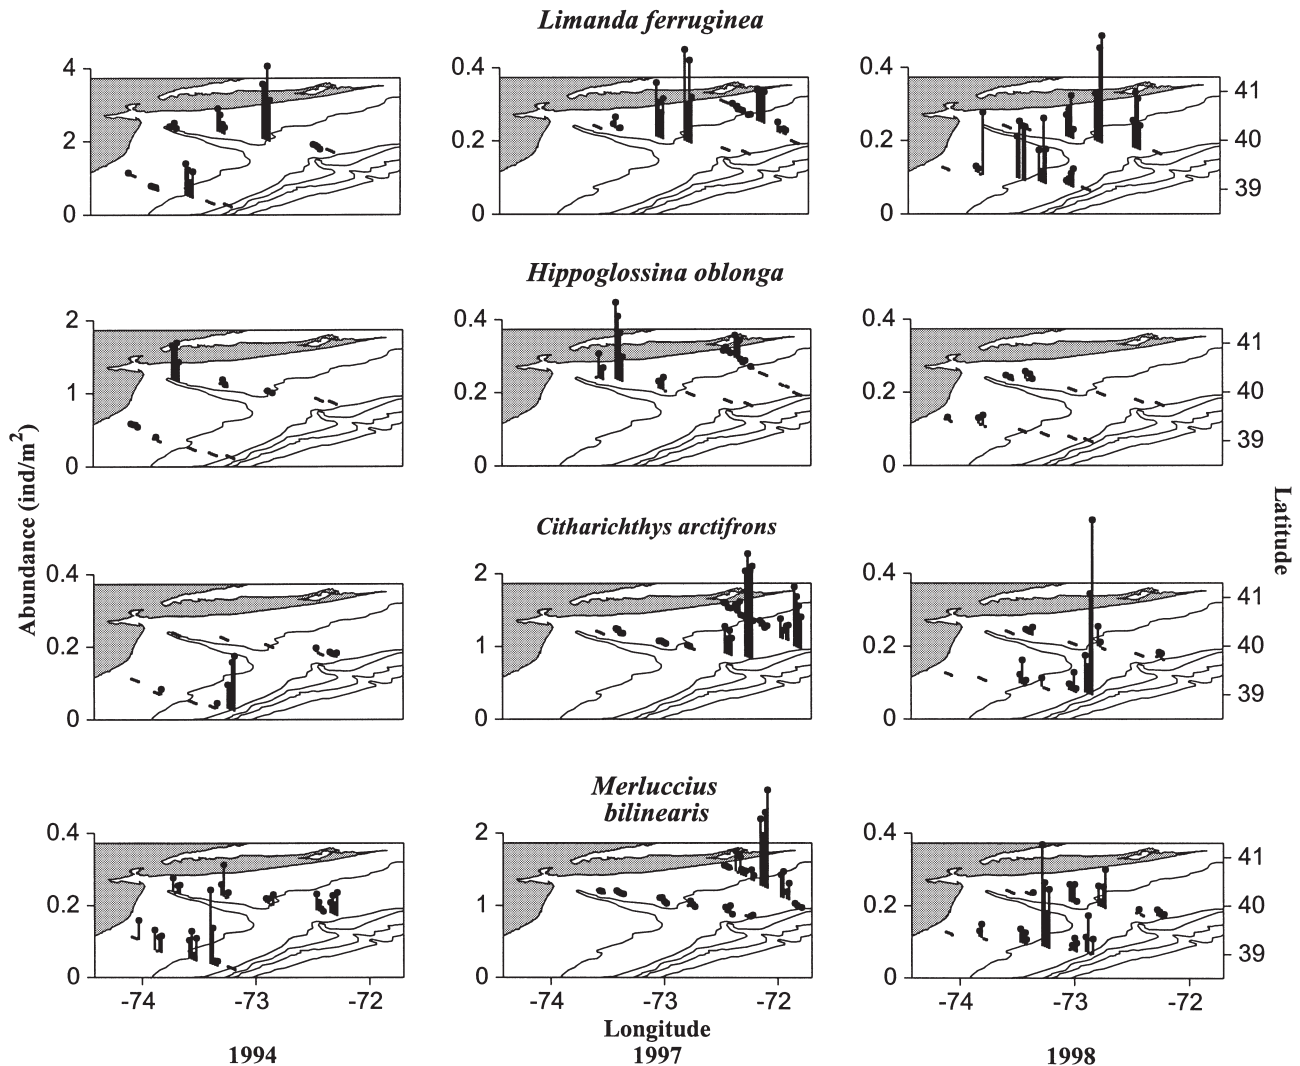 Limanda ferruginea
4 2 0
0.4 0.2 0
0.4 0.2 0
41 40 39
Hippoglossina oblonga
2 1 0
0.4 0.2 0
0.4 0.2 0
41 40 39
Abundance (ind/m²)
Latitude
Citharichthys arctifrons
0.4 0.2 0
2 1 0
0.4 0.2 0
41 40 39
Merluccius
bilinearis
0.4 0.2 0
2 1 0
0.4 0.2 0
41 40 39
-74 -73 -72 -74 -73 -72 -74 -73 -72
Longitude
1994 1997 1998